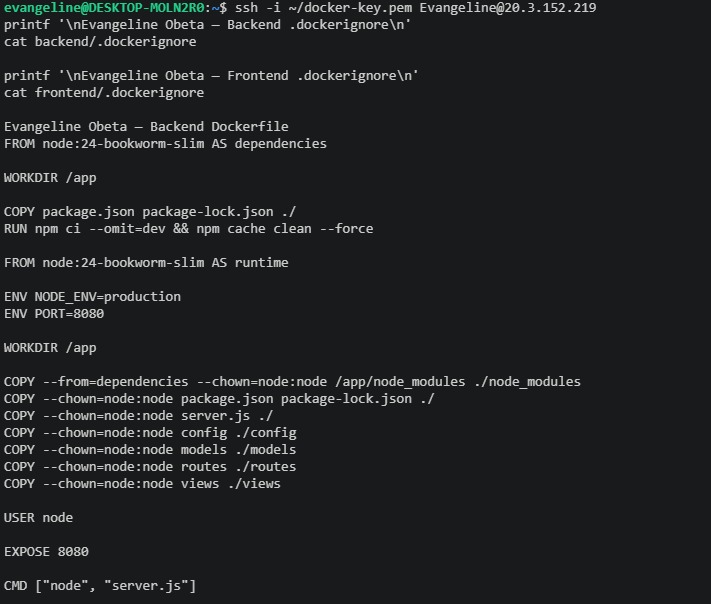 evangeline@DESKTOP-MOLN2R0:~$ ssh -i ~/docker-key.pem Evangeline@20.3.152.219
printf '\nEvangeline Obeta — Backend .dockerignore\n'
cat backend/.dockerignore
printf '\nEvangeline Obeta — Frontend .dockerignore\n'
cat frontend/.dockerignore
Evangeline Obeta — Backend Dockerfile
FROM node:24-bookworm-slim AS dependencies
WORKDIR /app
COPY package.json package-lock.json ./
RUN npm ci --omit=dev && npm cache clean --force
FROM node:24-bookworm-slim AS runtime
ENV NODE_ENV=production
ENV PORT=8080
WORKDIR /app
COPY --from=dependencies --chown=node:node /app/node_modules ./node_modules
COPY --chown=node:node package.json package-lock.json ./
COPY --chown=node:node server.js ./
COPY --chown=node:node config ./config
COPY --chown=node:node models ./models
COPY --chown=node:node routes ./routes
COPY --chown=node:node views ./views
USER node
EXPOSE 8080
CMD ["node", "server.js"]